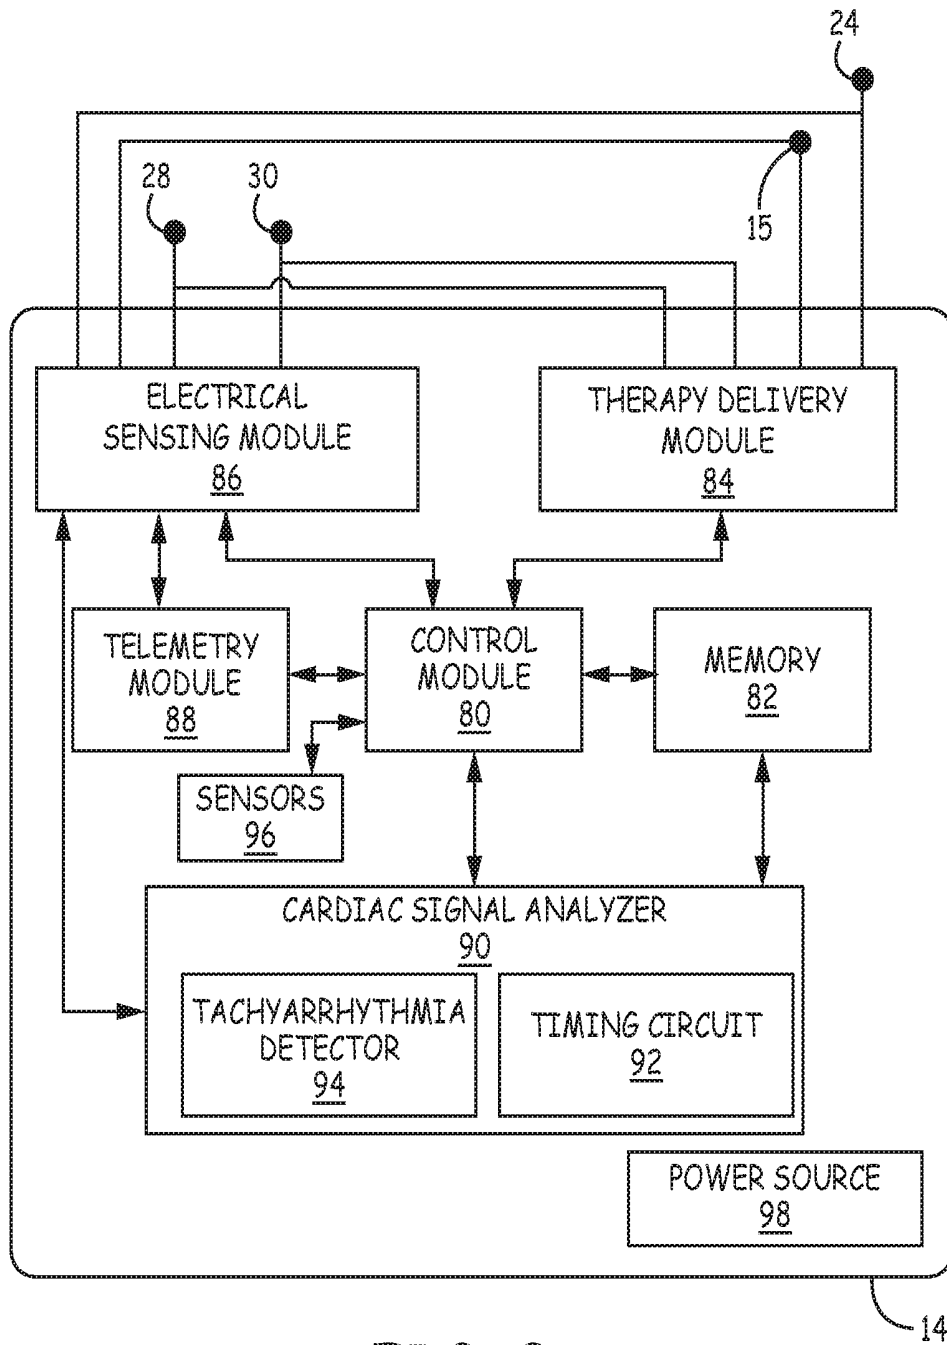 24
28
30
15
ELECTRICAL
SENSING MODULE
86
THERAPY DELIVERY
MODULE
84
TELEMETRY
MODULE
88
CONTROL
MODULE
80
MEMORY
82
SENSORS
96
CARDIAC SIGNAL ANALYZER
90
TACHYARRHYTHMIA
DETECTOR
94
TIMING CIRCUIT
92
POWER SOURCE
98
14